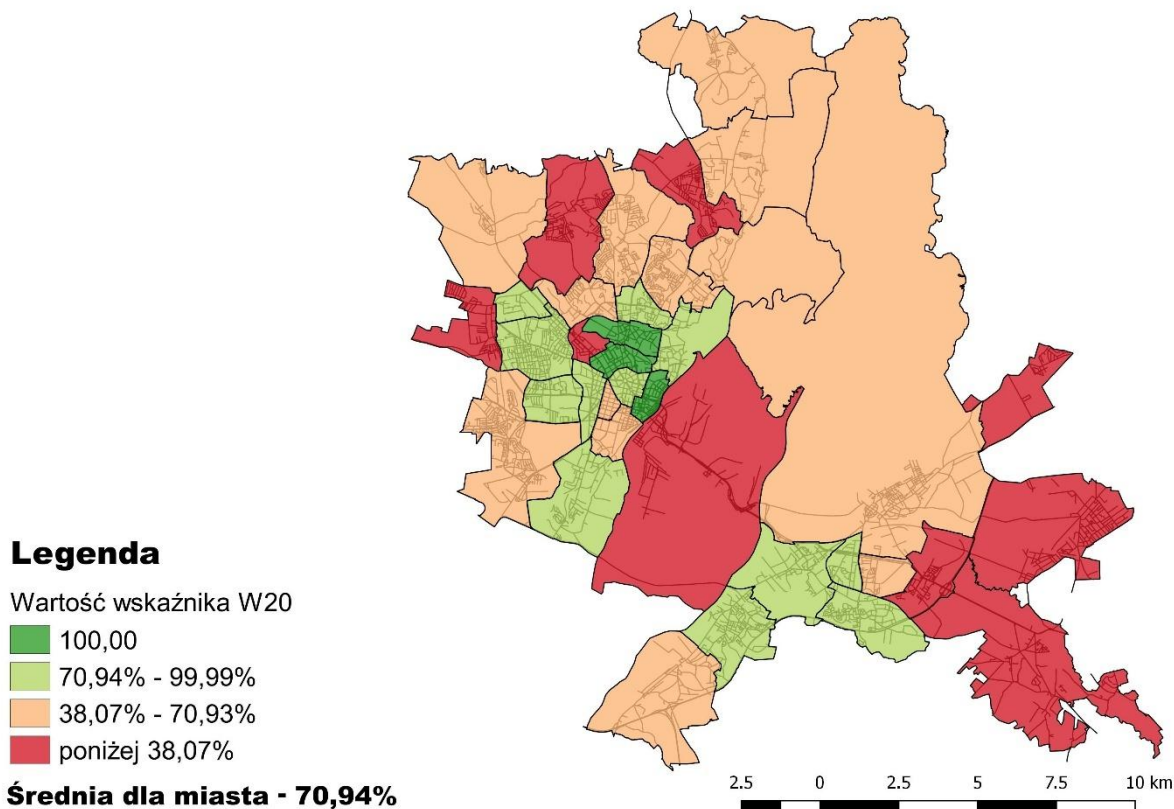 Legenda
Wartość wskaźnika W20
100,00
70,94% - 99,99%
38,07% - 70,93%
poniżej 38,07%
Średnia dla miasta - 70,94%
2.5 0 2.5 5 7.5 10 km